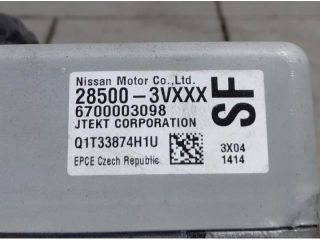 Nissan Motor Co.,Ltd.
28500-3VXXX
6700003098
JTEKT CORPORATION
SF
Q1T33874H1U
EPCE Czech Republic
3X04
1414